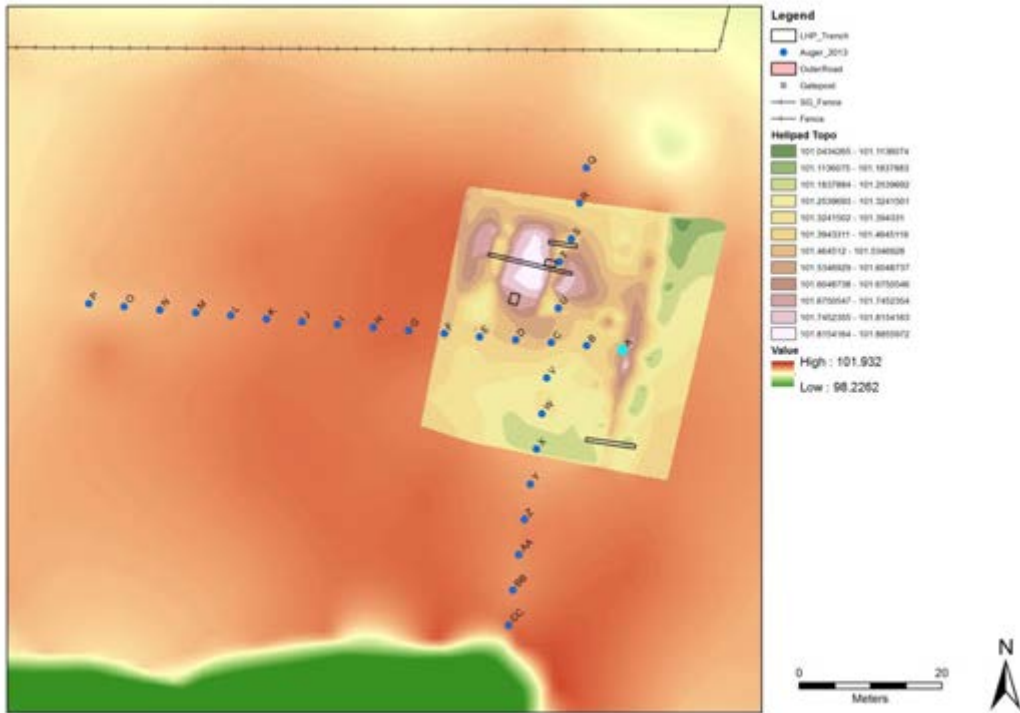 Legend
LHP_Trench
Auger_2013
OuterRoad
Gatepost
SG_Fence
Fence
Helipad Topo
101.0434265 - 101.1136074
101.1136075 - 101.1837883
101.1837884 - 101.2539692
101.2539693 - 101.3241501
101.3241502 - 101.394331
101.3943311 - 101.4645119
101.464512 - 101.5346928
101.5346929 - 101.6048737
101.6048738 - 101.6750546
101.6750547 - 101.7452354
101.7452355 - 101.8154163
101.8154164 - 101.8855972
Value
High : 101.932
Low : 98.2262
Q
R
S
T
U
P O N M L K J I H G F E D C B A
V
W
X
Y
Z
AA
BB
CC
N
0 20
Meters